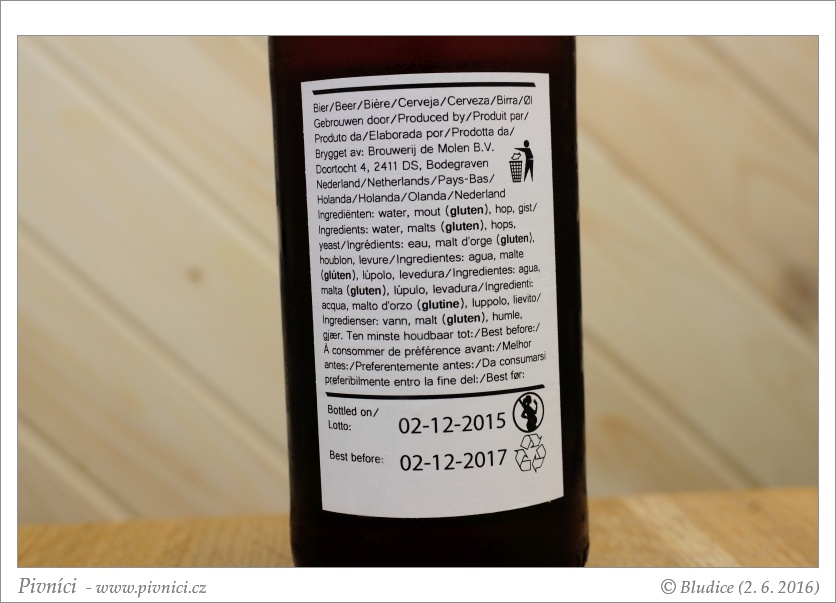 Bier/Beer/Bière/Cerveja/Cerveza/Birra/Øl
Gebrouwen door/Produced by/Produit par/
Produto da/Elaborada por/Prodotta da/
Brygget av: Brouwerij de Molen B.V.
Doortocht 4, 2411 DS, Bodegraven
Nederland/Netherlands/Pays-Bas/
Holanda/Holanda/Olanda/Nederland
Ingrediënten: water, mout (gluten), hop, gist/
Ingredients: water, malts (gluten), hops,
yeast/Ingrédients: eau, malt d'orge (gluten),
houblon, levure/Ingredientes: agua, malte
(glúten), lúpolo, levedura/Ingredientes: agua,
malta (gluten), lúpulo, levadura/Ingredienti:
acqua, malto d'orzo (glutine), luppolo, lievito/
Ingredienser: vann, malt (gluten), humle,
gjær. Ten minste houdbaar tot:/Best before:/
À consommer de préférence avant:/Melhor
antes:/Preferentemente antes:/Da consumarsi
preferibilmente entro la fine del:/Best før:
Bottled on/
Lotto: 02-12-2015
Best before: 02-12-2017
Pivníci - www.pivnici.cz
© Bludice (2. 6. 2016)